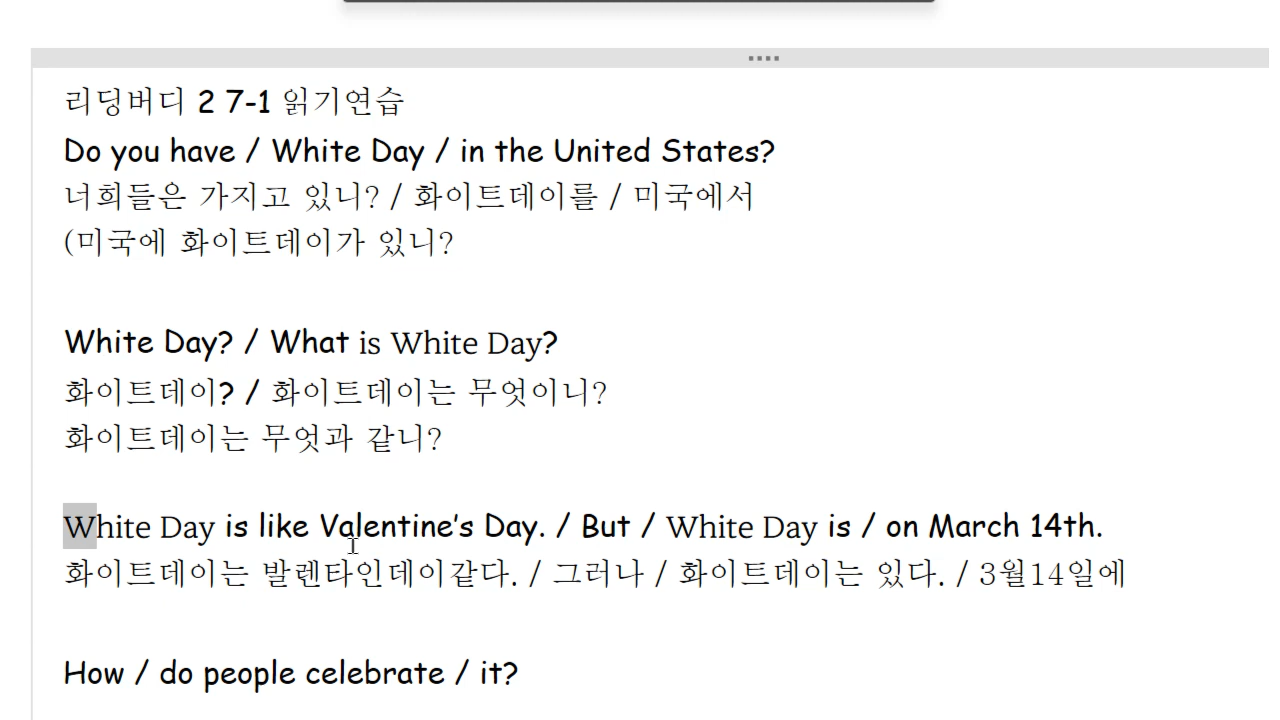 리딩버디 2 7-1 읽기연습
Do you have / White Day / in the United States?
너희들은 가지고 있니? / 화이트데이를 / 미국에서
(미국에 화이트데이가 있니?
White Day? / What is White Day?
화이트데이? / 화이트데이는 무엇이니?
화이트데이는 무엇과 같니?
White Day is like Valentine's Day. / But / White Day is / on March 14th.
화이트데이는 발렌타인데이같다. / 그러나 / 화이트데이는 있다. / 3월14일에
How / do people celebrate / it?